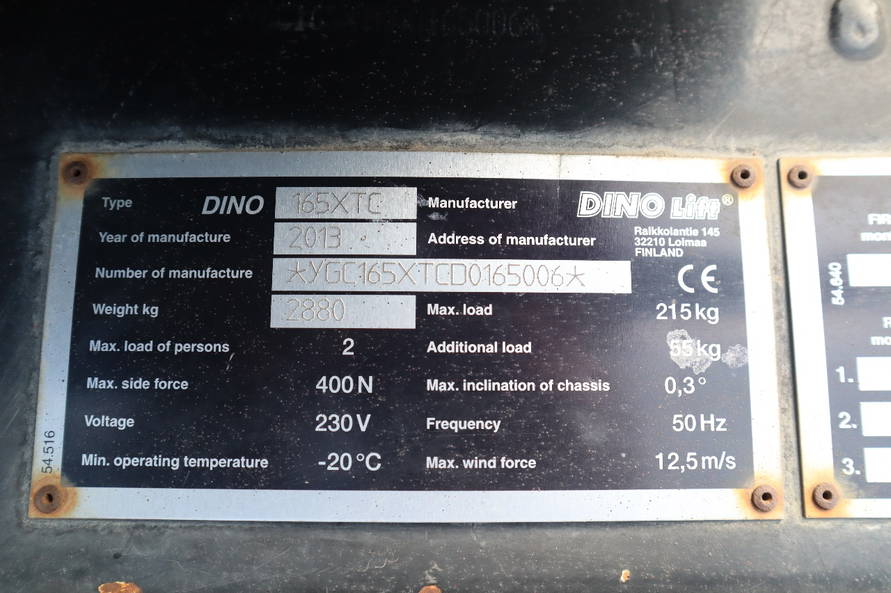 Type DINO 165XTC Manufacturer DINO Lift®
Raikkolantie 145
32210 Loimaa
FINLAND
Year of manufacture 2013 Address of manufacturer
Number of manufacture *YGC165XTCD0165006* CE
Weight kg 2880 Max. load 215 kg
Max. load of persons 2 Additional load 55 kg
Max. side force 400 N Max. inclination of chassis 0,3°
Voltage 230 V Frequency 50 Hz
Min. operating temperature -20 °C Max. wind force 12,5 m/s
54.516
54.640
1.
2.
3.